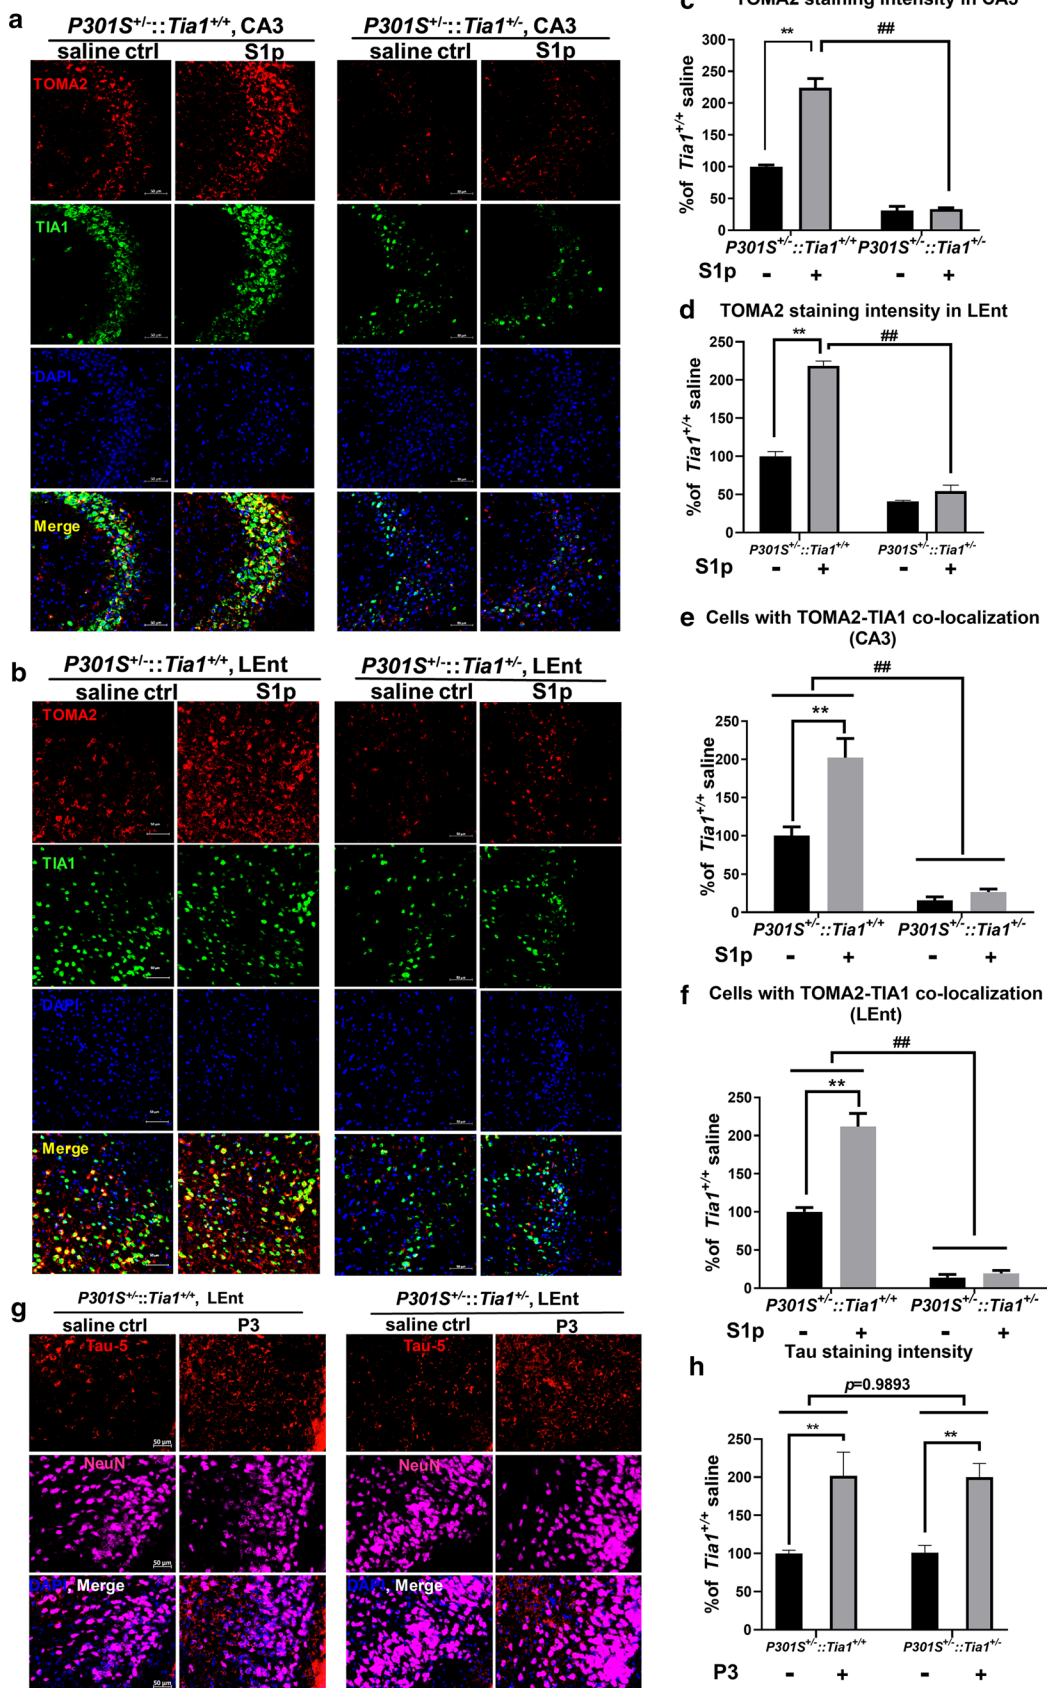 a
P301S+/-::Tia1+/+, CA3
saline ctrl
S1p
P301S+/-::Tia1+/-, CA3
saline ctrl
S1p
TOMA2
TIA1
DAPI
Merge
50 µm
b
P301S+/-::Tia1+/+, LEnt
saline ctrl
S1p
P301S+/-::Tia1+/-, LEnt
saline ctrl
S1p
TOMA2
TIA1
DAPI
Merge
50 µm
g
P301S+/-::Tia1+/+, LEnt
saline ctrl
P3
P301S+/-::Tia1+/-, LEnt
saline ctrl
P3
Tau-5
Tau-5
50 µm
NeuN
NeuN
50 µm
DAPI, Merge
DAPI, Merge
c
TOMA2 staining intensity in CA3
**
##
%of Tia1+/+ saline
300
250
200
150
100
50
0
P301S+/-::Tia1+/+
P301S+/-::Tia1+/-
S1p
-
+
-
+
d
TOMA2 staining intensity in LEnt
**
##
%of Tia1+/+ saline
250
200
150
100
50
0
P301S+/-::Tia1+/+
P301S+/-::Tia1+/-
S1p
-
+
-
+
e
Cells with TOMA2-TIA1 co-localization
(CA3)
##
**
%of Tia1+/+ saline
250
200
150
100
50
0
P301S+/-::Tia1+/+
P301S+/-::Tia1+/-
S1p
-
+
-
+
f
Cells with TOMA2-TIA1 co-localization
(LEnt)
##
**
%of Tia1+/+ saline
250
200
150
100
50
0
P301S+/-::Tia1+/+
P301S+/-::Tia1+/-
S1p
-
+
-
+
h
Tau staining intensity
p=0.9893
**
**
%of Tia1+/+ saline
250
200
150
100
50
0
P301S+/-::Tia1+/+
P301S+/-::Tia1+/-
P3
-
+
-
+